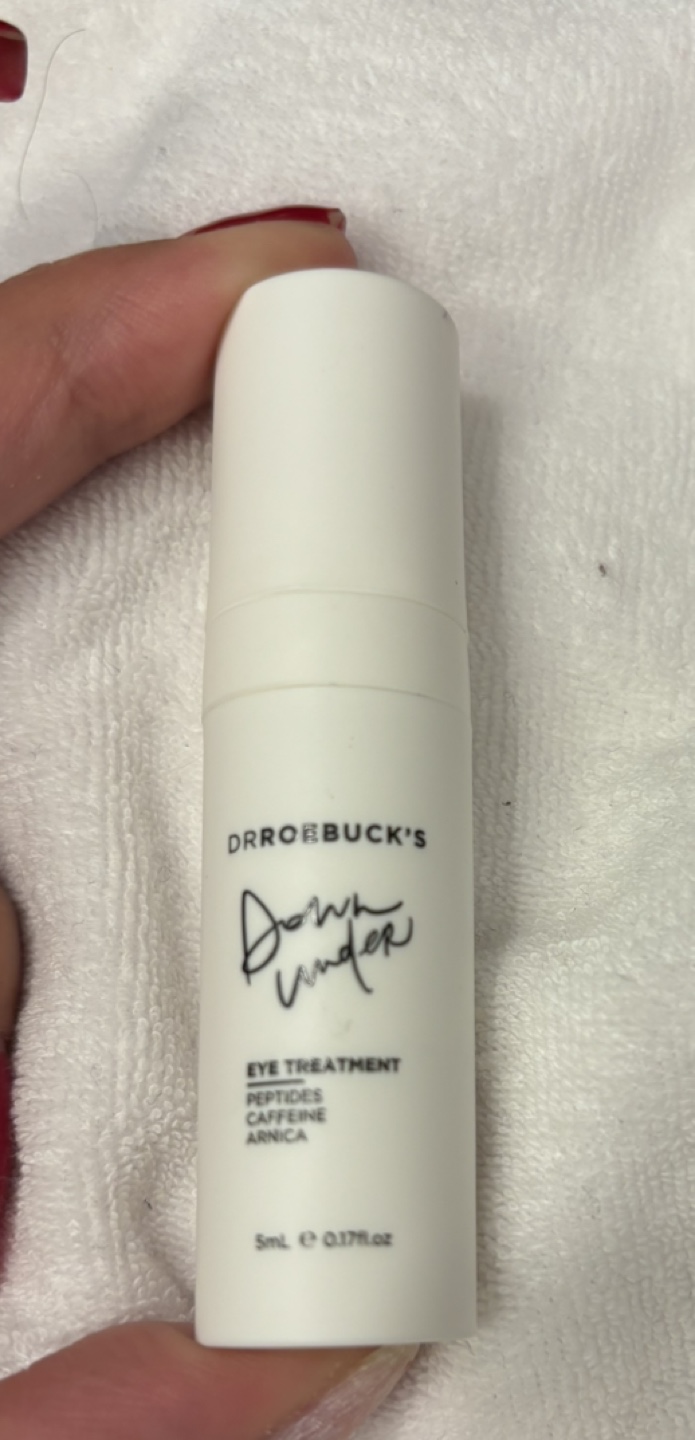 DRROEBUCK'S
Down
under
EYE TREATMENT
PEPTIDES
CAFFEINE
ARNICA
5mL ℮ 0.17fl.oz